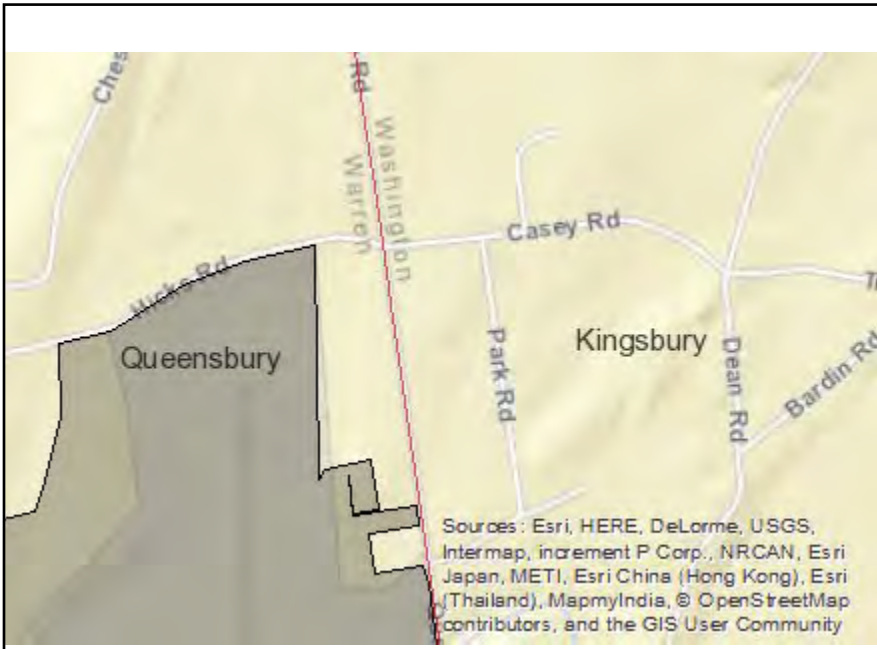 Ches
Rd
Washington
Warren
Casey Rd
Hicks Rd
Queensbury
Park Rd
Kingsbury
Dean Rd
Bardin Rd
Sources: Esri, HERE, DeLorme, USGS,
Intermap, increment P Corp., NRCAN, Esri
Japan, METI, Esri China (Hong Kong), Esri
(Thailand), MapmyIndia, © OpenStreetMap
contributors, and the GIS User Community